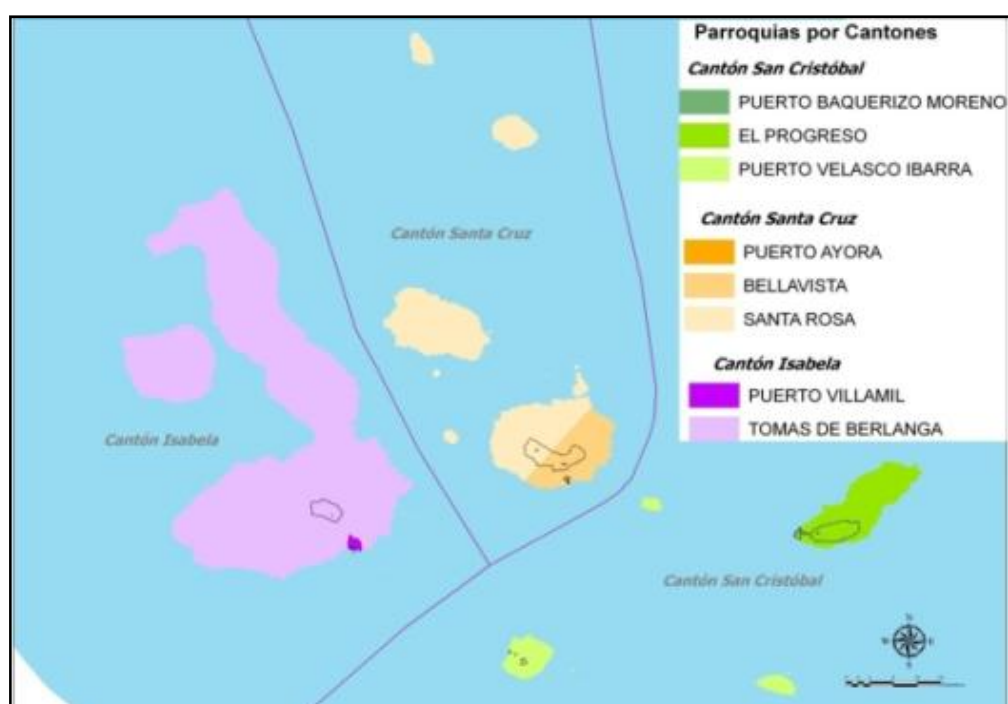 Parroquias por Cantones
Cantón San Cristóbal
PUERTO BAQUERIZO MORENO
EL PROGRESO
PUERTO VELASCO IBARRA
Cantón Santa Cruz
PUERTO AYORA
BELLAVISTA
SANTA ROSA
Cantón Isabela
PUERTO VILLAMIL
TOMAS DE BERLANGA
Cantón Santa Cruz
Cantón Isabela
Cantón San Cristóbal